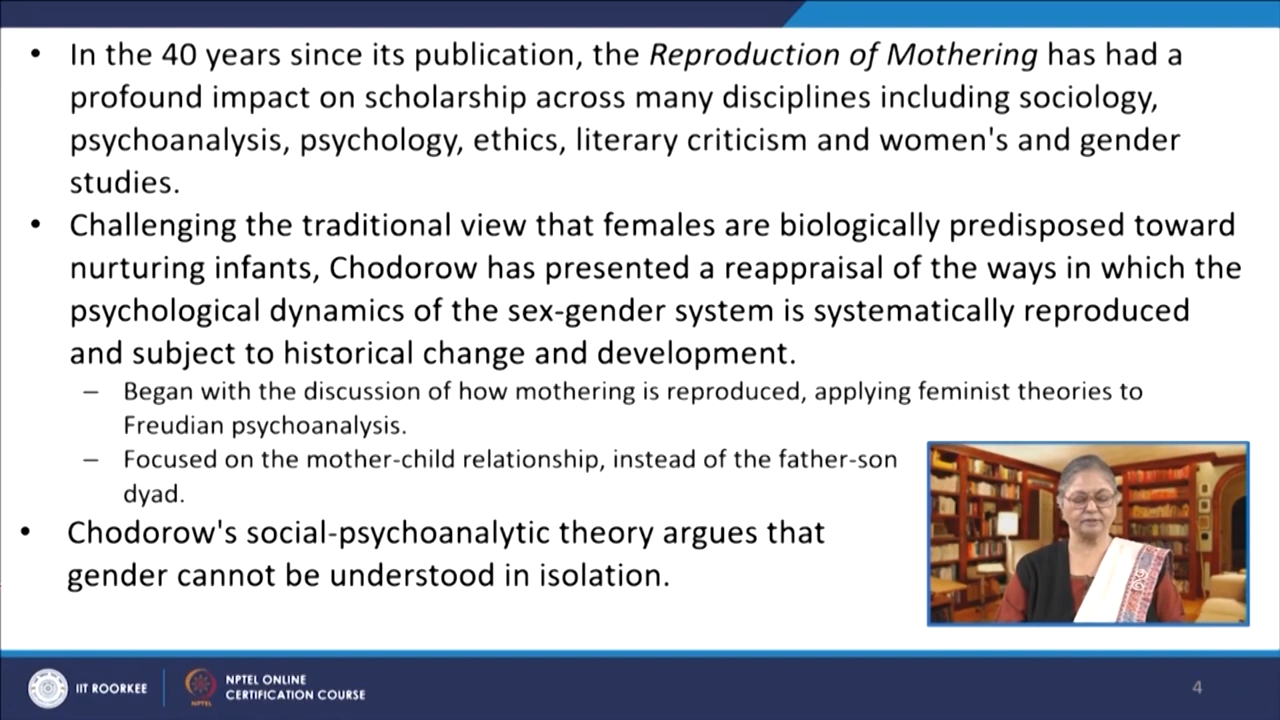 • In the 40 years since its publication, the Reproduction of Mothering has had a
profound impact on scholarship across many disciplines including sociology,
psychoanalysis, psychology, ethics, literary criticism and women's and gender
studies.
• Challenging the traditional view that females are biologically predisposed toward
nurturing infants, Chodorow has presented a reappraisal of the ways in which the
psychological dynamics of the sex-gender system is systematically reproduced
and subject to historical change and development.
– Began with the discussion of how mothering is reproduced, applying feminist theories to
Freudian psychoanalysis.
– Focused on the mother-child relationship, instead of the father-son
dyad.
• Chodorow's social-psychoanalytic theory argues that
gender cannot be understood in isolation.
IIT ROORKEE
NPTEL
NPTEL ONLINE
CERTIFICATION COURSE
4